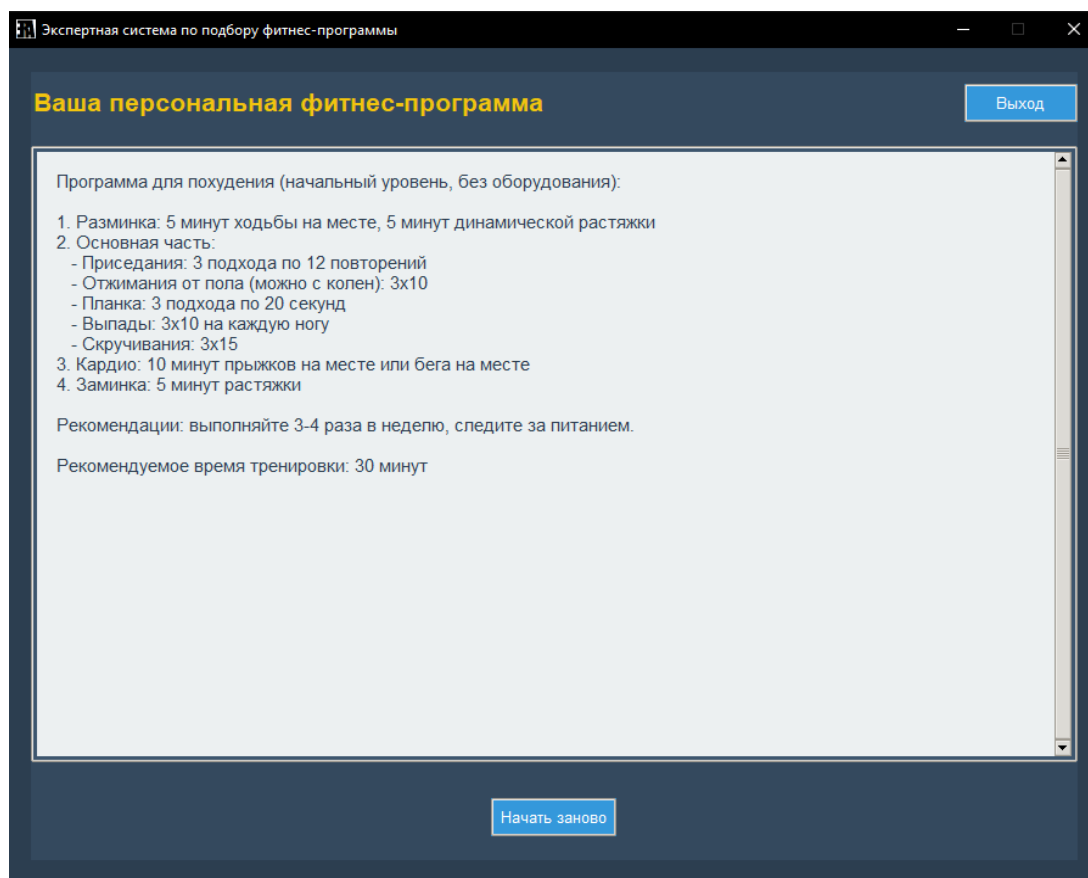 Экспертная система по подбору фитнес-программы
Ваша персональная фитнес-программа
Выход
Программа для похудения (начальный уровень, без оборудования):
1. Разминка: 5 минут ходьбы на месте, 5 минут динамической растяжки
2. Основная часть:
- Приседания: 3 подхода по 12 повторений
- Отжимания от пола (можно с колен): 3x10
- Планка: 3 подхода по 20 секунд
- Выпады: 3x10 на каждую ногу
- Скручивания: 3x15
3. Кардио: 10 минут прыжков на месте или бега на месте
4. Заминка: 5 минут растяжки
Рекомендации: выполняйте 3-4 раза в неделю, следите за питанием.
Рекомендуемое время тренировки: 30 минут
Начать заново